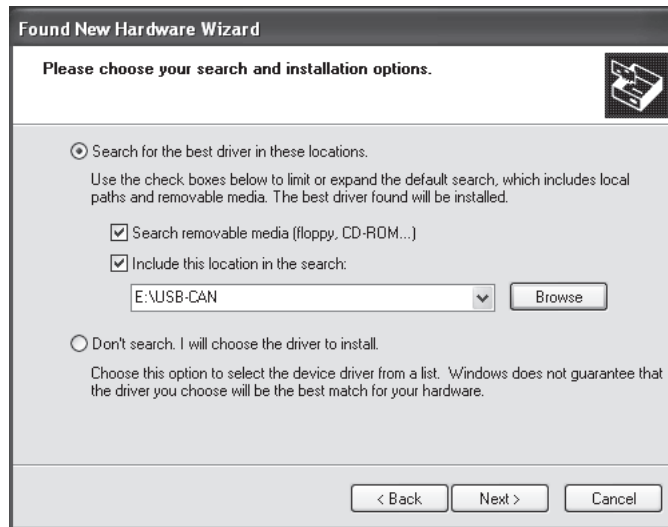 Found New Hardware Wizard
Please choose your search and installation options.
Search for the best driver in these locations.
Use the check boxes below to limit or expand the default search, which includes local
paths and removable media. The best driver found will be installed.
Search removable media (floppy, CD-ROM...)
Include this location in the search:
E:\USB-CAN
Browse
Don't search. I will choose the driver to install.
Choose this option to select the device driver from a list. Windows does not guarantee that
the driver you choose will be the best match for your hardware.
< Back
Next >
Cancel